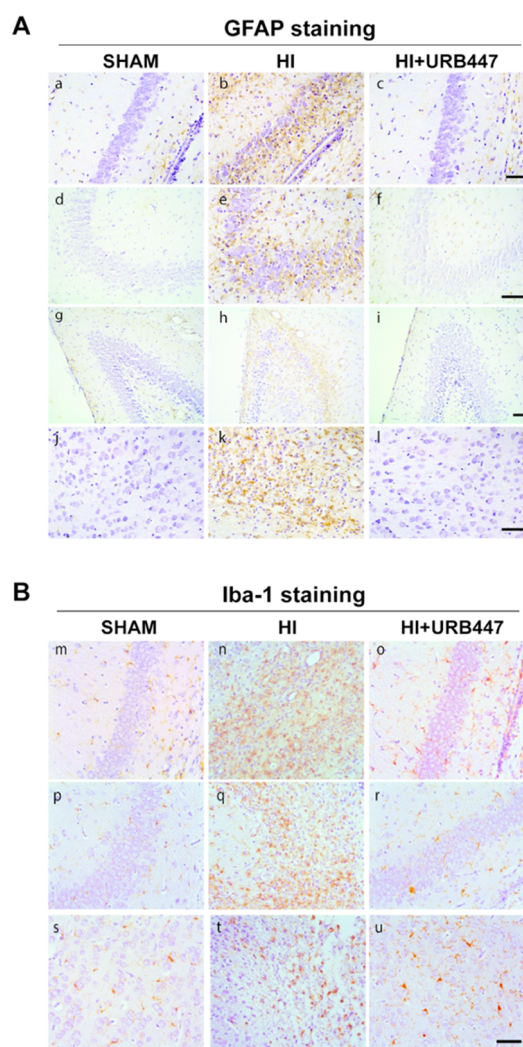 A
GFAP staining
SHAM HI HI+URB447
a b c
d e f
g h i
j k l
B
Iba-1 staining
SHAM HI HI+URB447
m n o
p q r
s t u